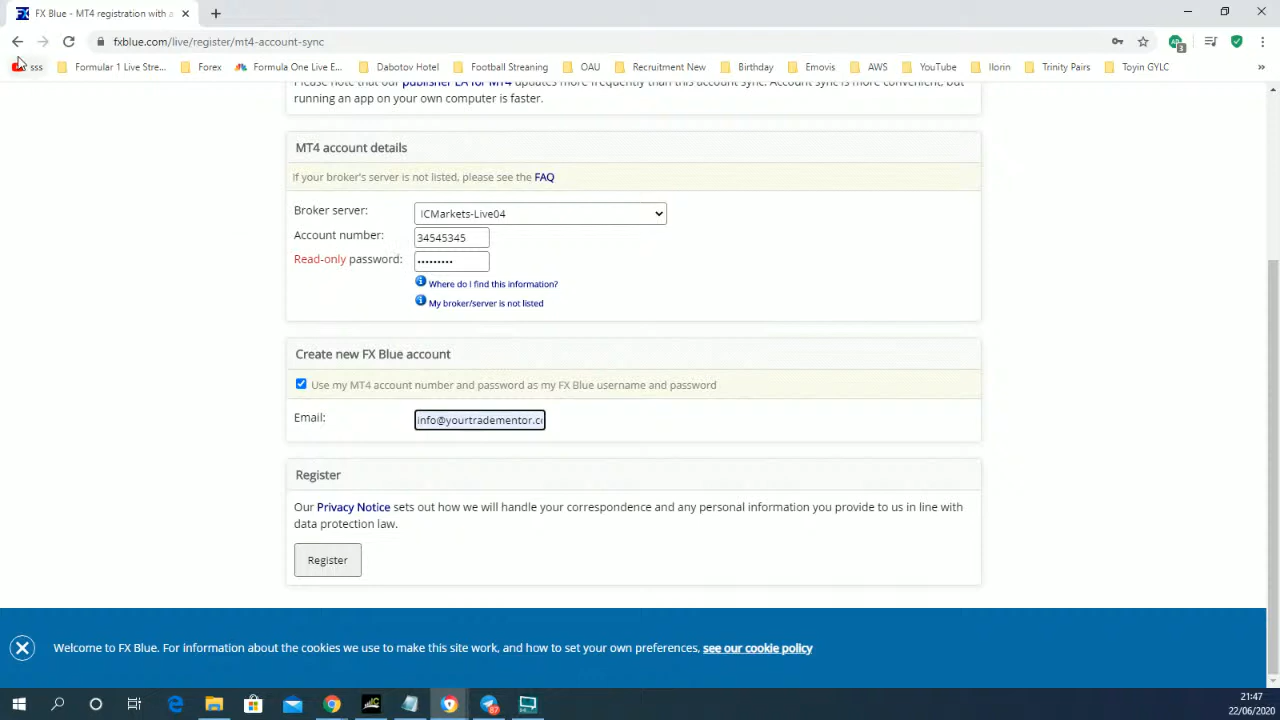 FX Blue - MT4 registration with a
fxblue.com/live/register/mt4-account-sync
3
sss
Formular 1 Live Stre...
Forex
Formula One Live E...
Dabotov Hotel
Football Streaming
OAU
Recruitment New
Birthday
Emovis
AWS
YouTube
Ilorin
Trinity Pairs
Toyin GYLC
»
Please note that our publisher EA for MT4 updates more frequently than this account sync. Account sync is more convenient, but
running an app on your own computer is faster.
MT4 account details
If your broker's server is not listed, please see the FAQ
Broker server: ICMarkets-Live04
Account number: 34545345
Read-only password: •••••••••
Where do I find this information?
My broker/server is not listed
Create new FX Blue account
Use my MT4 account number and password as my FX Blue username and password
Email: info@yourtradementor.c
Register
Our Privacy Notice sets out how we will handle your correspondence and any personal information you provide to us in line with
data protection law.
Register
Welcome to FX Blue. For information about the cookies we use to make this site work, and how to set your own preferences, see our cookie policy
87
21:47
22/06/2020